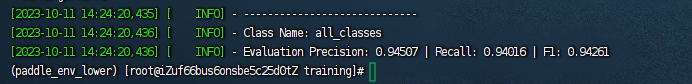 [2023-10-11 14:24:20,435] [    INFO] - -----------------------------
[2023-10-11 14:24:20,436] [    INFO] - Class Name: all_classes
[2023-10-11 14:24:20,436] [    INFO] - Evaluation Precision: 0.94507 | Recall: 0.94016 | F1: 0.94261
(paddle_env_lower) [root@iZuf66bus6onsbe5c25d0tZ training]#